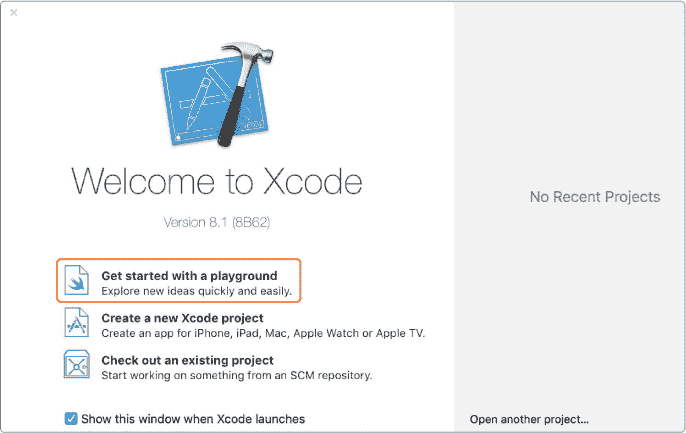 Welcome to Xcode
Version 8.1 (8B62)
Get started with a playground
Explore new ideas quickly and easily.
Create a new Xcode project
Create an app for iPhone, iPad, Mac, Apple Watch or Apple TV.
Check out an existing project
Start working on something from an SCM repository.
Show this window when Xcode launches
No Recent Projects
Open another project...